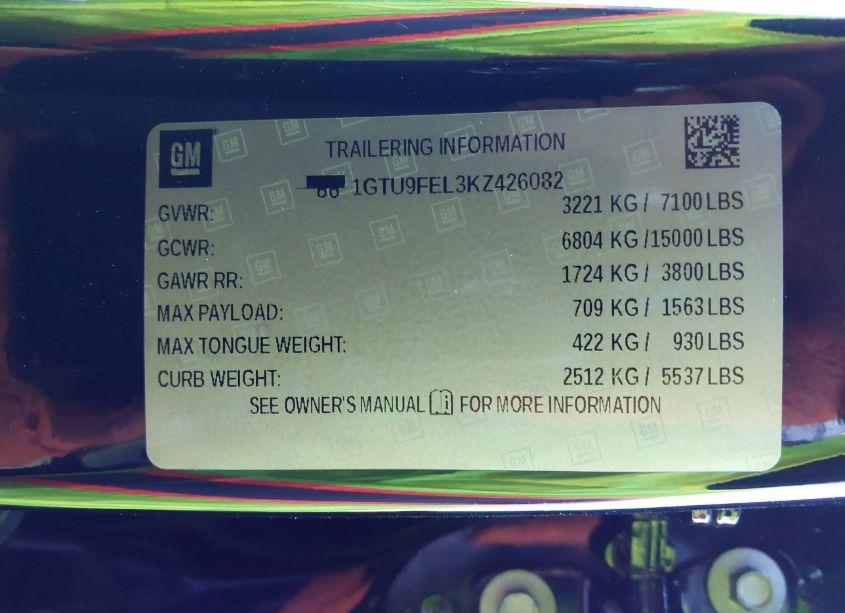 GM
TRAILERING INFORMATION
1GTU9FEL3KZ426082
GVWR: 3221 KG / 7100 LBS
GCWR: 6804 KG / 15000 LBS
GAWR RR: 1724 KG / 3800 LBS
MAX PAYLOAD: 709 KG / 1563 LBS
MAX TONGUE WEIGHT: 422 KG / 930 LBS
CURB WEIGHT: 2512 KG / 5537 LBS
SEE OWNER'S MANUAL i FOR MORE INFORMATION